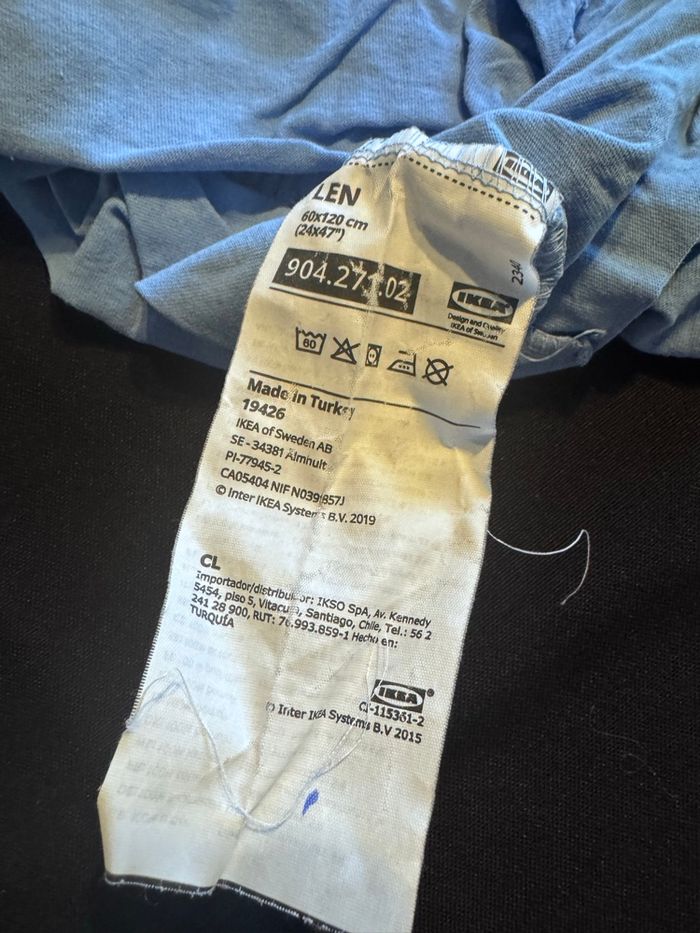 LEN
60x120 cm
(24x47")
904.271.02
2340
IKEA
Design and Quality
IKEA of Sweden
60
Made in Turkey
19426
IKEA of Sweden AB
SE - 34381 Älmhult
PI-77945-2
CA05404 NIF N0391857J
© Inter IKEA Systems B.V. 2019
CL
Importador/distribuidor: IKSO SpA, Av. Kennedy
5454, piso 5, Vitacura, Santiago, Chile, Tel.: 56 2
241 28 900, RUT: 76.993.859-1 Hecho en:
TURQUÍA
IKEA®
CI-115361-2
© Inter IKEA Systems B.V 2015